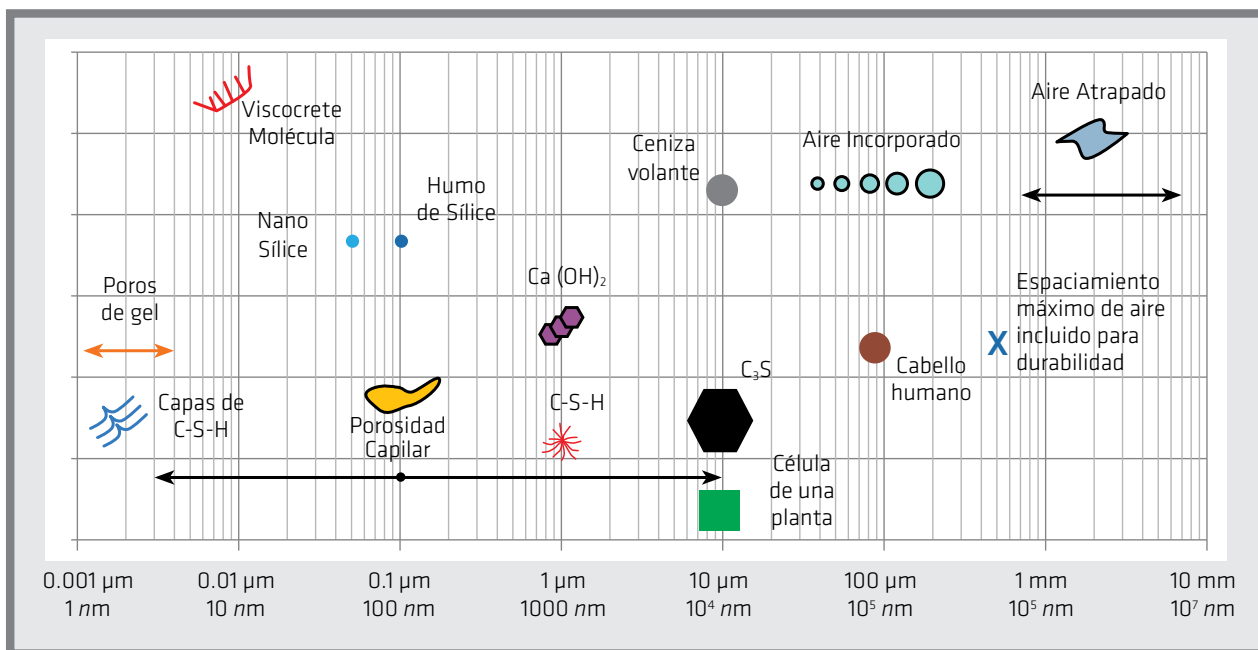 Viscocrete
Molécula
Aire Atrapado
Ceniza
volante
Aire Incorporado
Humo
de Sílice
Nano
Sílice
Poros
de gel
Ca (OH)₂
Espaciamiento
máximo de aire
incluido para
durabilidad
X
Cabello
humano
C₃S
Capas de
C-S-H
Porosidad
Capilar
C-S-H
Célula
de una
planta
0.001 µm 0.01 µm 0.1 µm 1 µm 10 µm 100 µm 1 mm 10 mm
1 nm 10 nm 100 nm 1000 nm 10⁴ nm 10⁵ nm 10⁵ nm 10⁷ nm